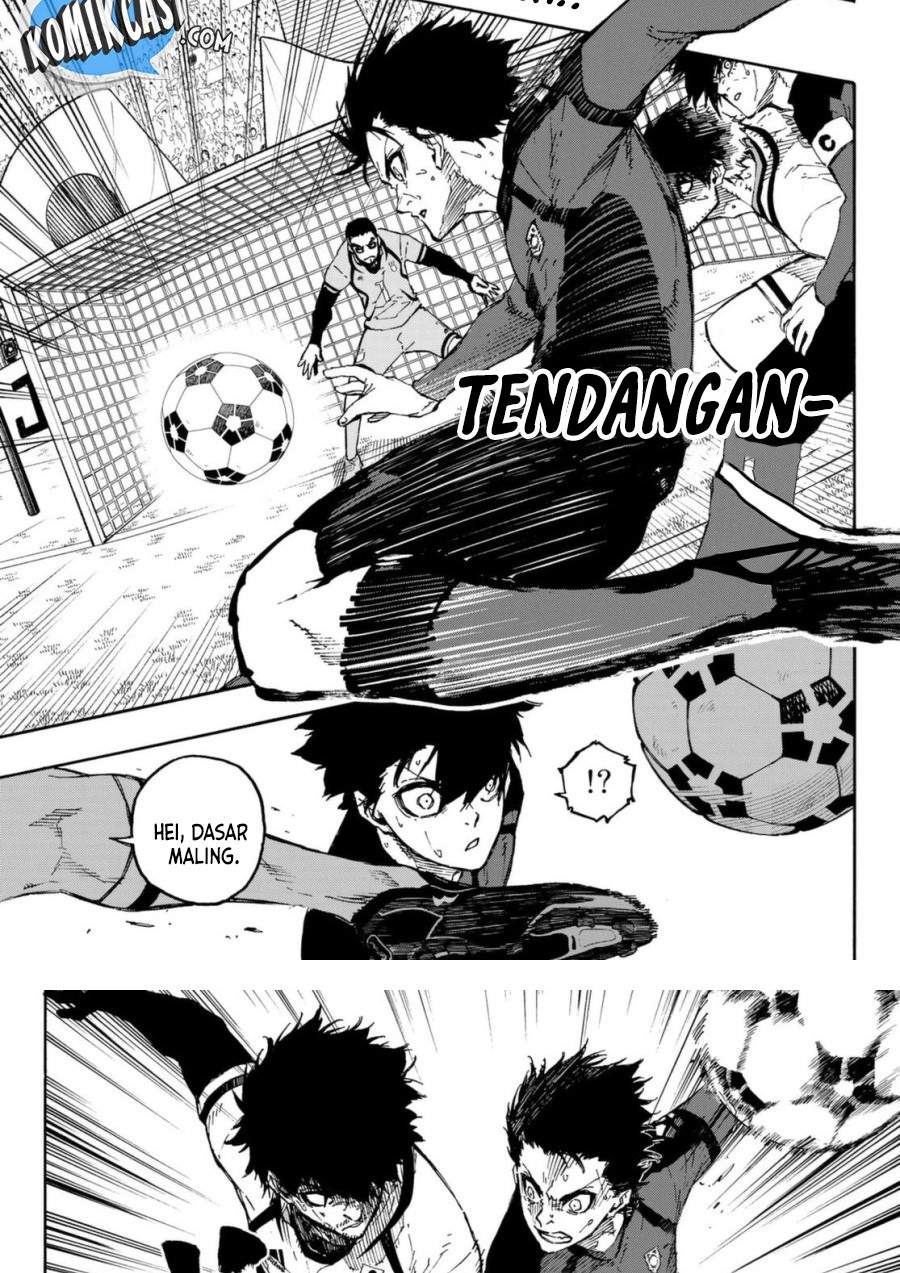 KOMIKCAST
.COM
TENDANGAN-
!?
HEI, DASAR
MALING.